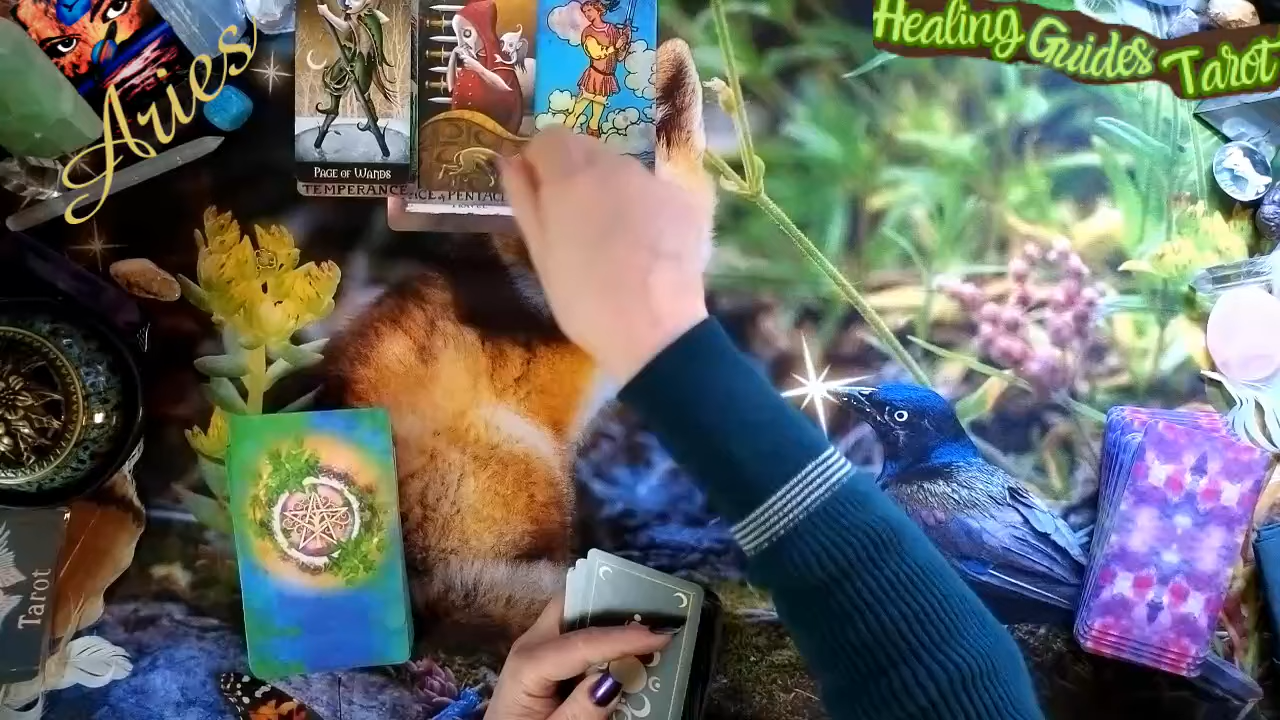 Aries
Healing Guides Tarot
PAGE OF WANDS
TEMPERANCE
Tarot